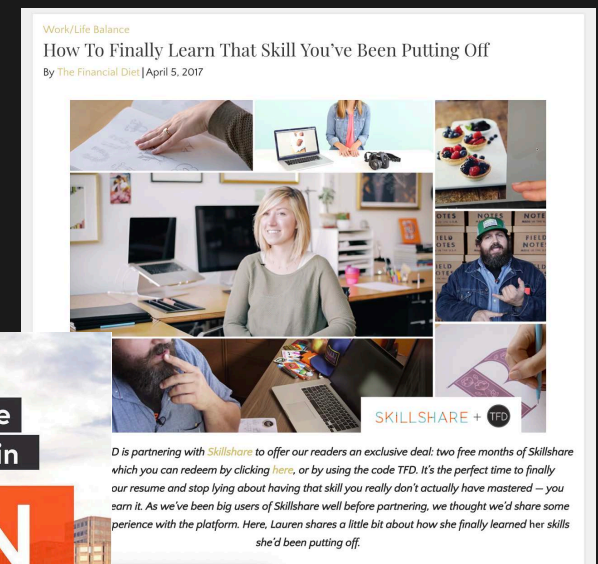 Work/Life Balance
How To Finally Learn That Skill You've Been Putting Off
By The Financial Diet | April 5, 2017
NOTES NOTES NOTE
FIELD NOTES
SKILLSHARE + TFD
D is partnering with Skillshare to offer our readers an exclusive deal: two free months of Skillshare
which you can redeem by clicking here, or by using the code TFD. It's the perfect time to finally
our resume and stop lying about having that skill you really don't actually have mastered — you
earn it. As we've been big users of Skillshare well before partnering, we thought we'd share some
perience with the platform. Here, Lauren shares a little bit about how she finally learned her skills
she'd been putting off.
e
in
N